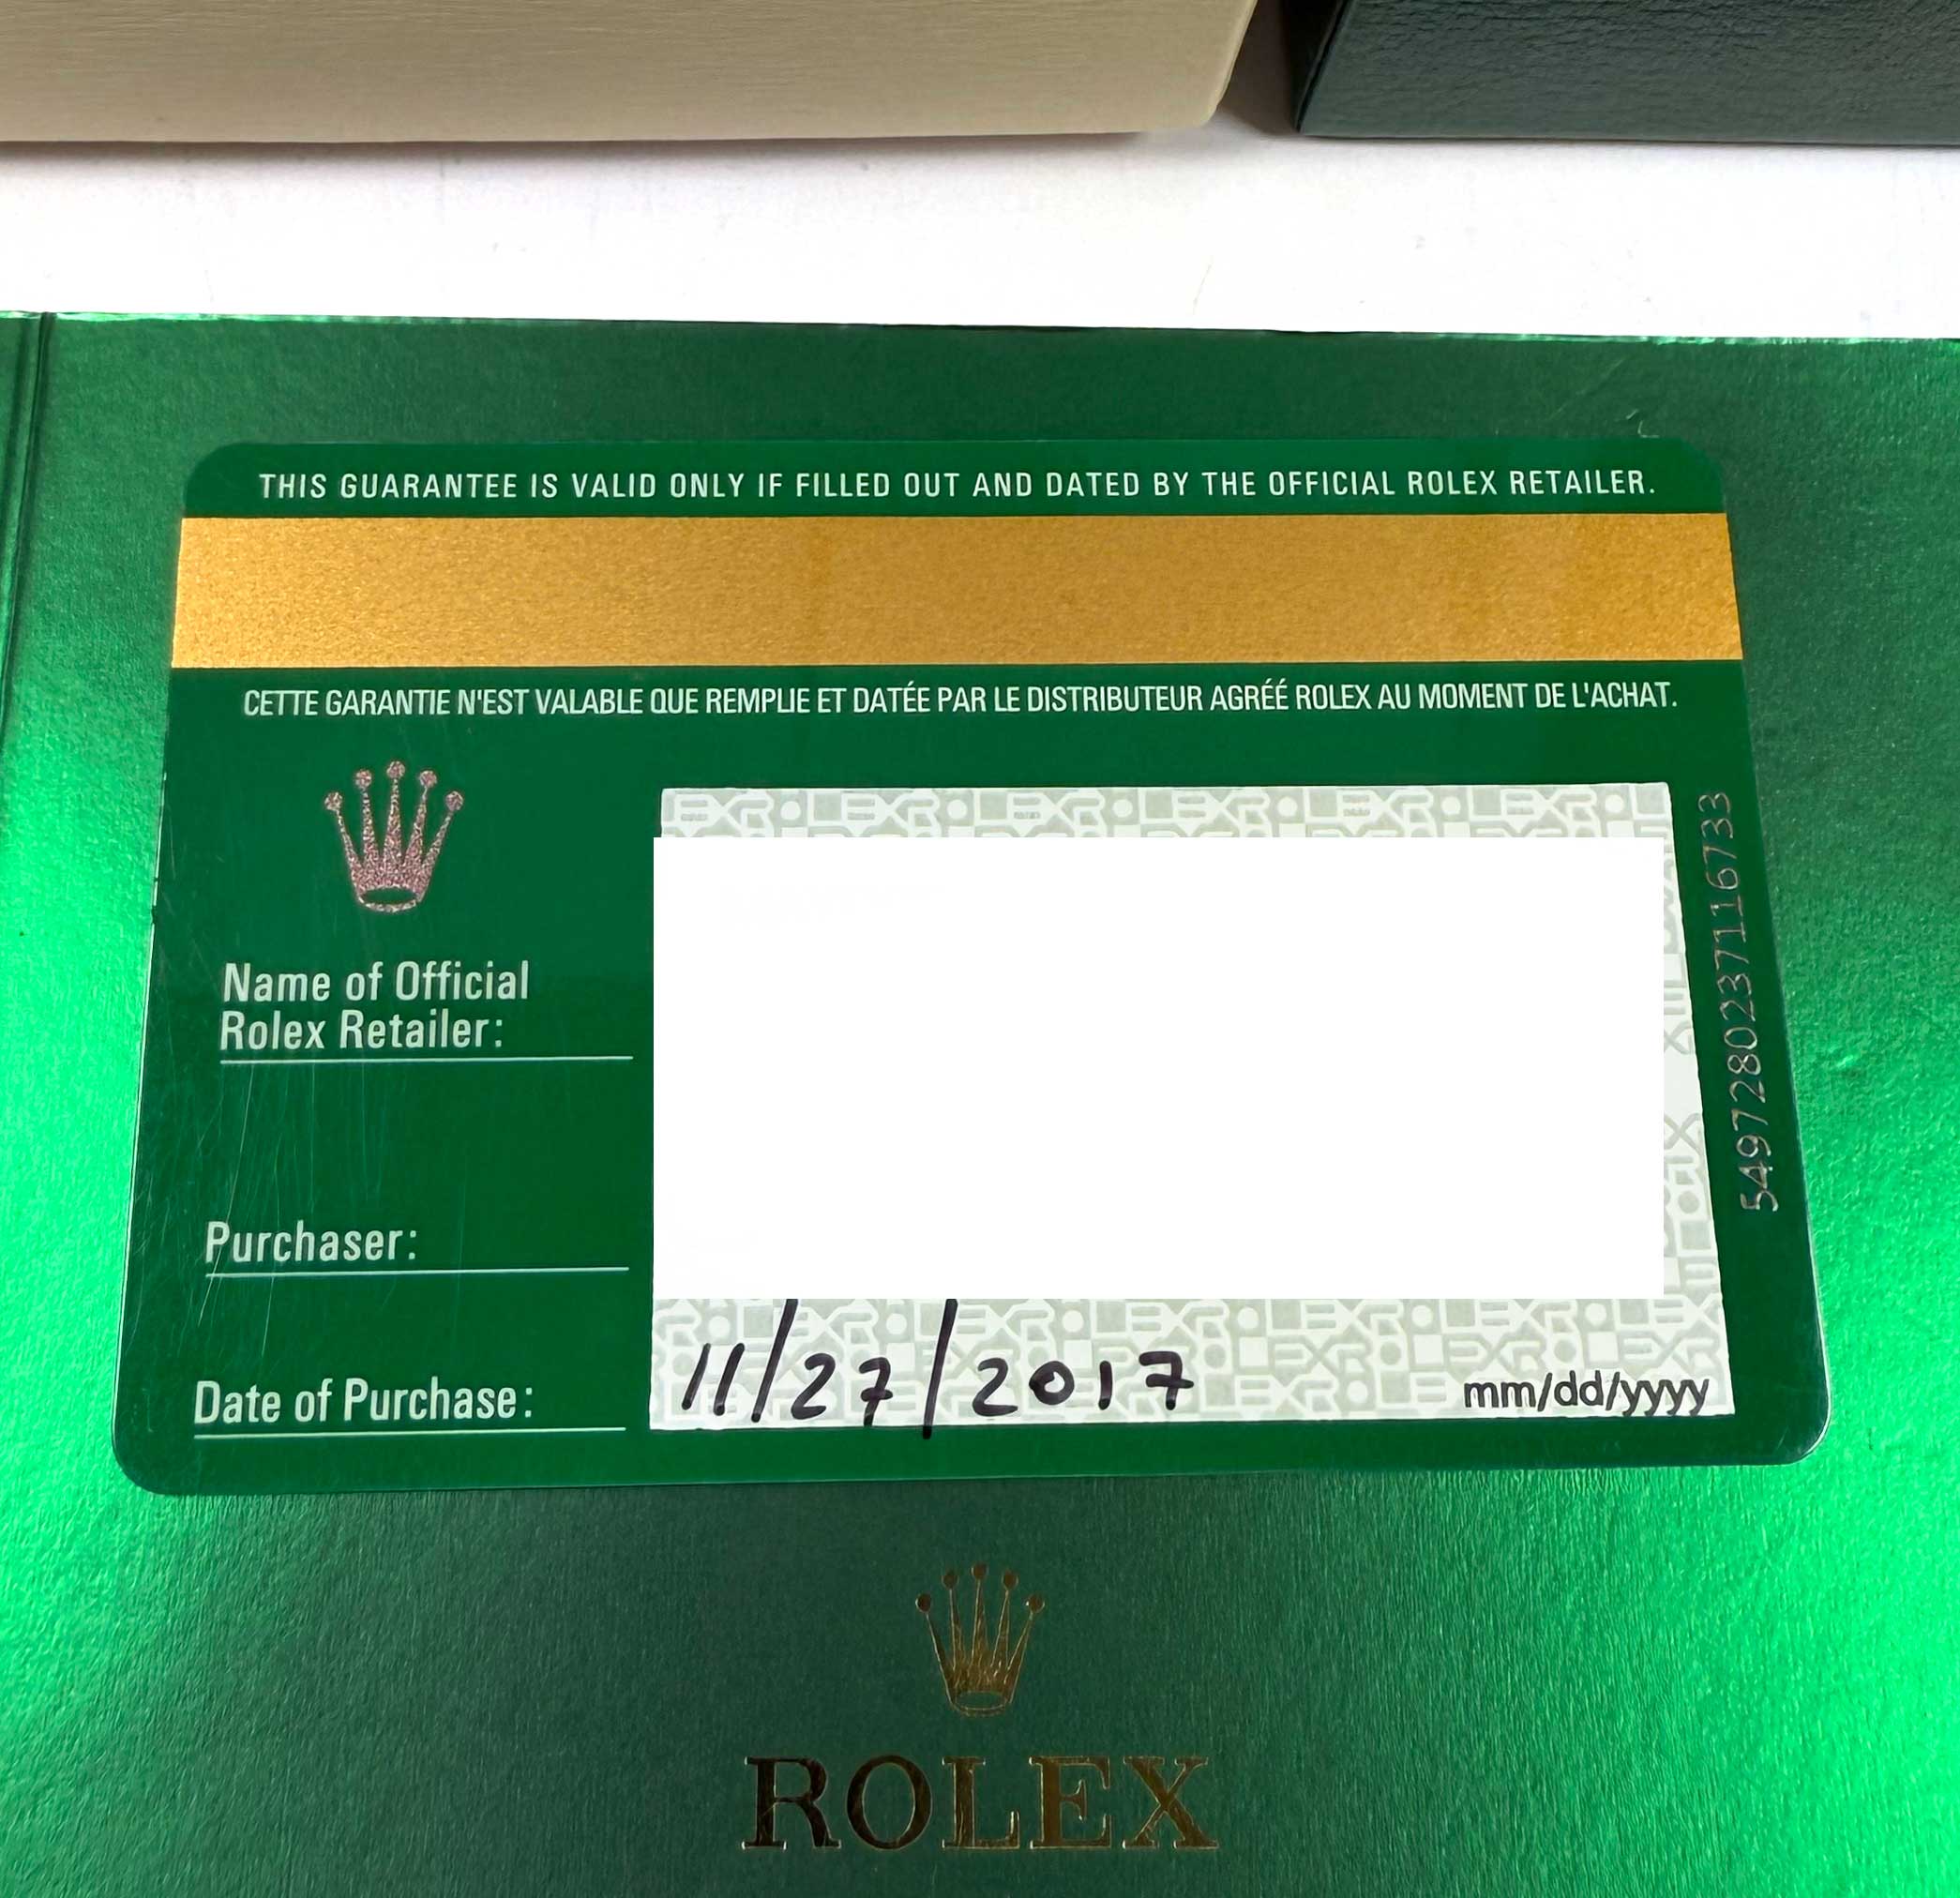 THIS GUARANTEE IS VALID ONLY IF FILLED OUT AND DATED BY THE OFFICIAL ROLEX RETAILER.
CETTE GARANTIE N'EST VALABLE QUE REMPLIE ET DATÉE PAR LE DISTRIBUTEUR AGRÉÉ ROLEX AU MOMENT DE L'ACHAT.
Name of Official
Rolex Retailer:
Purchaser:
Date of Purchase:
11/27/2017
mm/dd/yyyy
5497280237116733
ROLEX